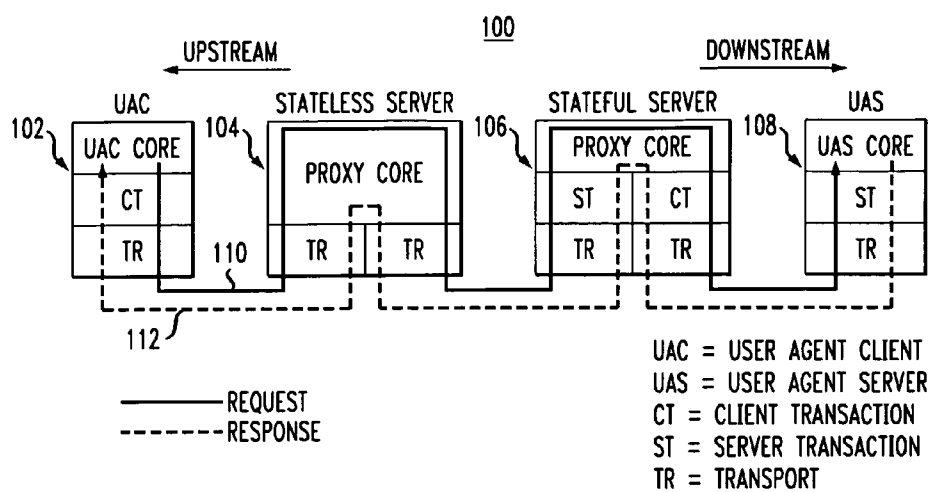 100
UPSTREAM
DOWNSTREAM
UAC
STATELESS SERVER
STATEFUL SERVER
UAS
102
104
106
108
UAC CORE
PROXY CORE
PROXY CORE
UAS CORE
CT
ST
CT
ST
TR
TR
TR
TR
TR
TR
110
112
REQUEST
RESPONSE
UAC = USER AGENT CLIENT
UAS = USER AGENT SERVER
CT = CLIENT TRANSACTION
ST = SERVER TRANSACTION
TR = TRANSPORT